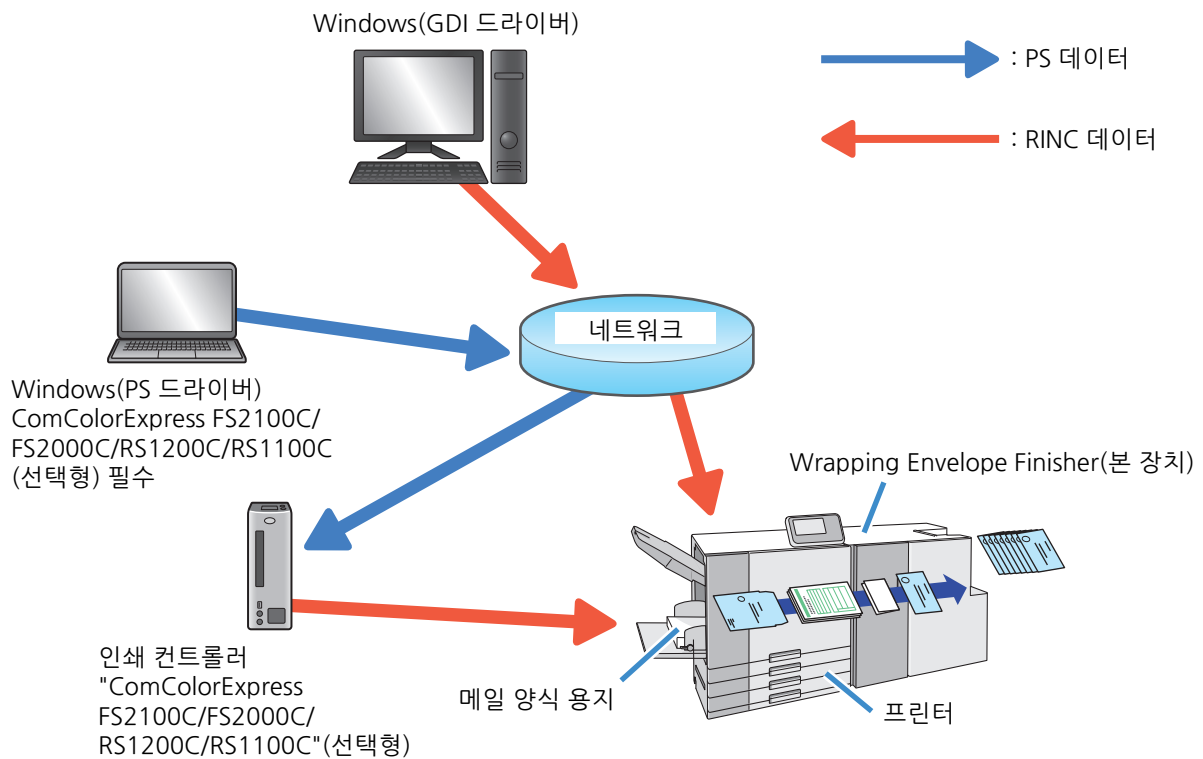 Windows(GDI 드라이버)
: PS 데이터
: RINC 데이터
네트워크
Windows(PS 드라이버)
ComColorExpress FS2100C/
FS2000C/RS1200C/RS1100C
(선택형) 필수
Wrapping Envelope Finisher(본 장치)
인쇄 컨트롤러
"ComColorExpress
FS2100C/FS2000C/
RS1200C/RS1100C"(선택형)
메일 양식 용지
프린터